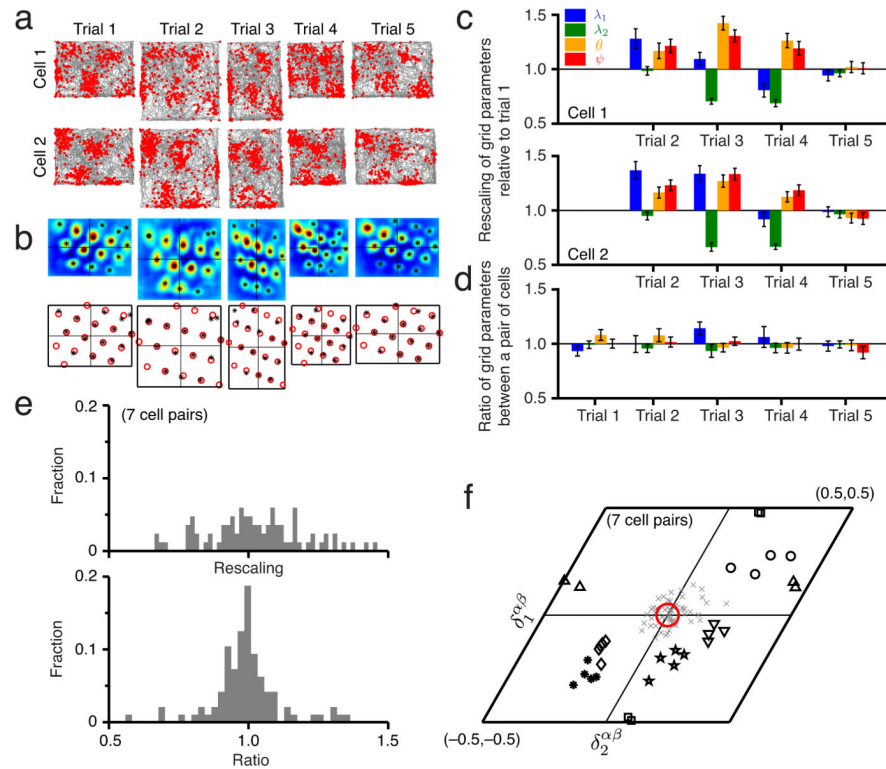 a
Trial 1 Trial 2 Trial 3 Trial 4 Trial 5
Cell 1
Cell 2
b
c
Rescaling of grid parameters
relative to trial 1
1.5
1.0
0.5
λ₁
λ₂
θ
ψ
Cell 1
Trial 2 Trial 3 Trial 4 Trial 5
1.5
1.0
0.5
Cell 2
Trial 2 Trial 3 Trial 4 Trial 5
d
Ratio of grid parameters
between a pair of cells
1.5
1.0
0.5
Trial 1 Trial 2 Trial 3 Trial 4 Trial 5
e
(7 cell pairs)
Fraction
0.2
0.1
0
Rescaling
Fraction
0.2
0.1
0
0.5 1.0 1.5
Ratio
f
(0.5,0.5)
(7 cell pairs)
δ₁^αβ
(−0.5,−0.5)
δ₂^αβ